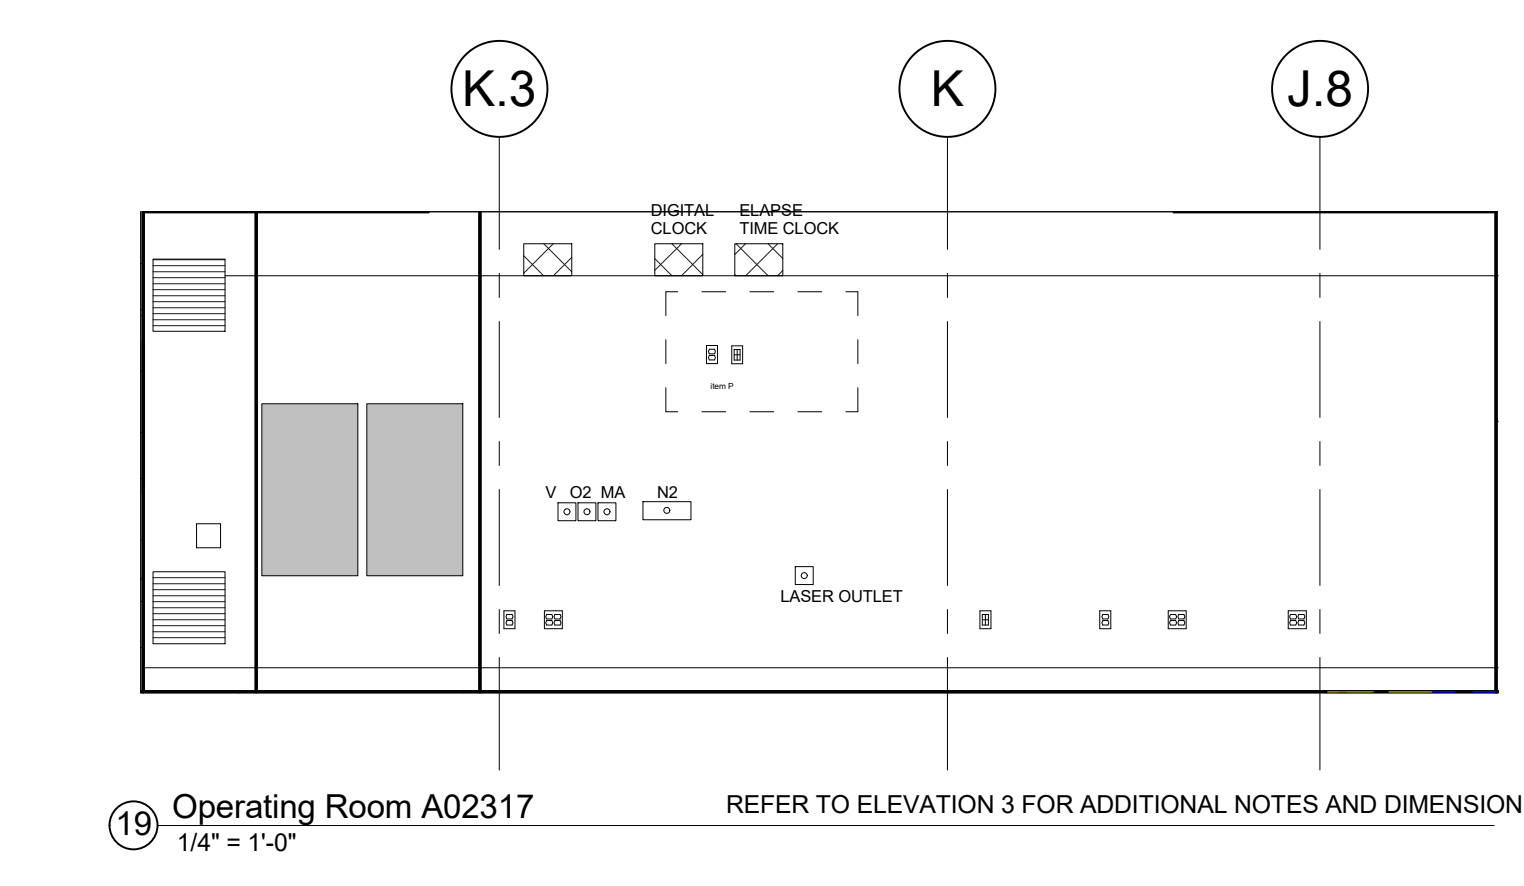 K.3
K
J.8
DIGITAL
CLOCK
ELAPSE
TIME CLOCK
item P
V O2 MA N2
LASER OUTLET
19
Operating Room A02317
1/4" = 1'-0"
REFER TO ELEVATION 3 FOR ADDITIONAL NOTES AND DIMENSION